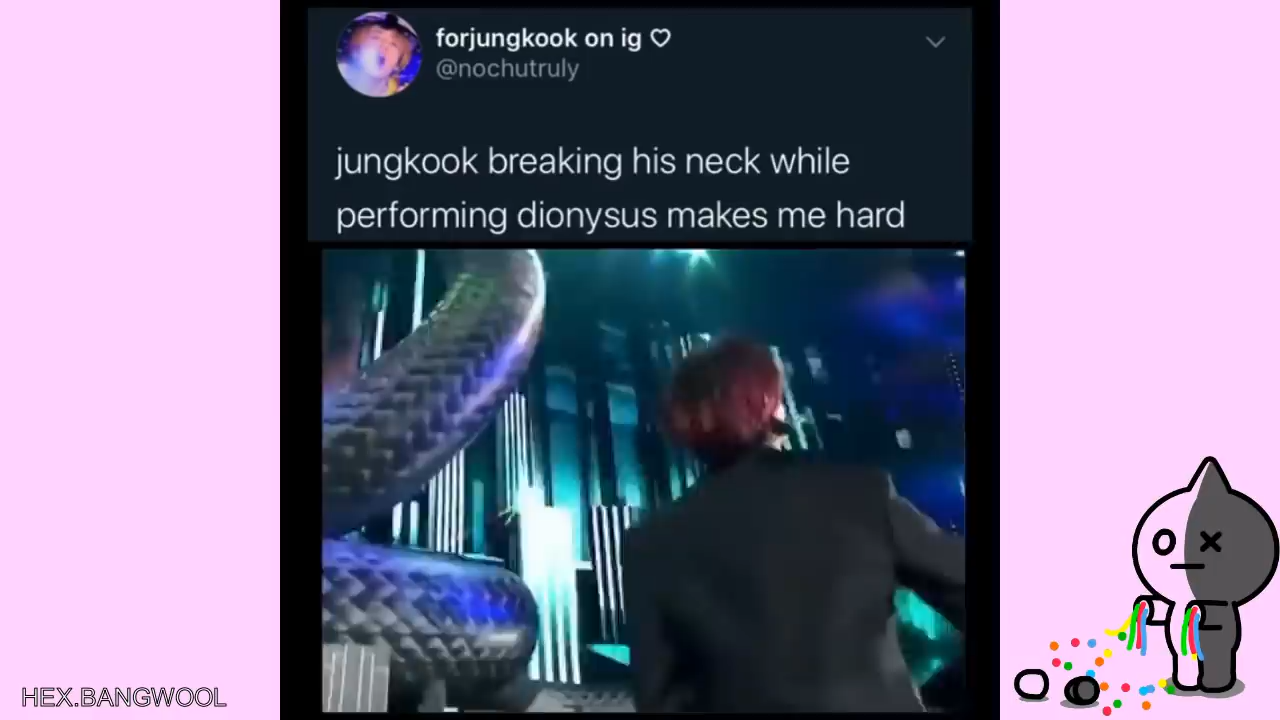 forjungkook on ig ♡
@nochutruly
jungkook breaking his neck while
performing dionysus makes me hard
HEX.BANGWOOL